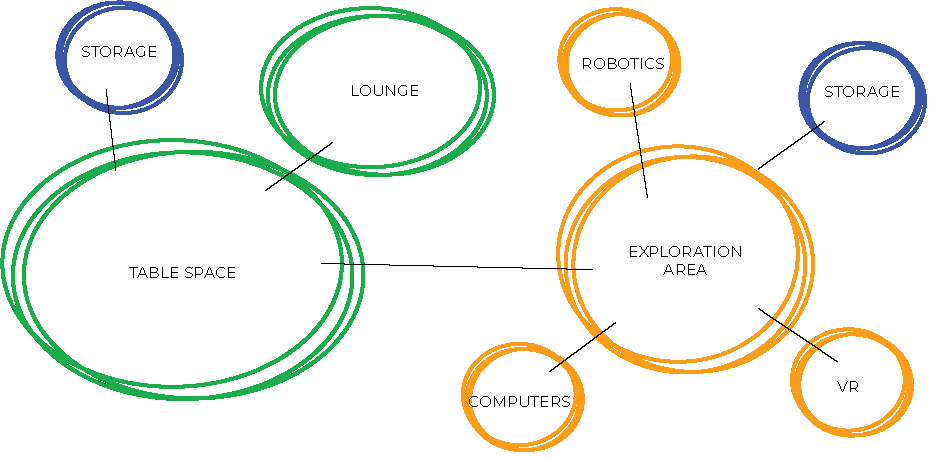 STORAGE
LOUNGE
ROBOTICS
STORAGE
TABLE SPACE
EXPLORATION
AREA
COMPUTERS
VR